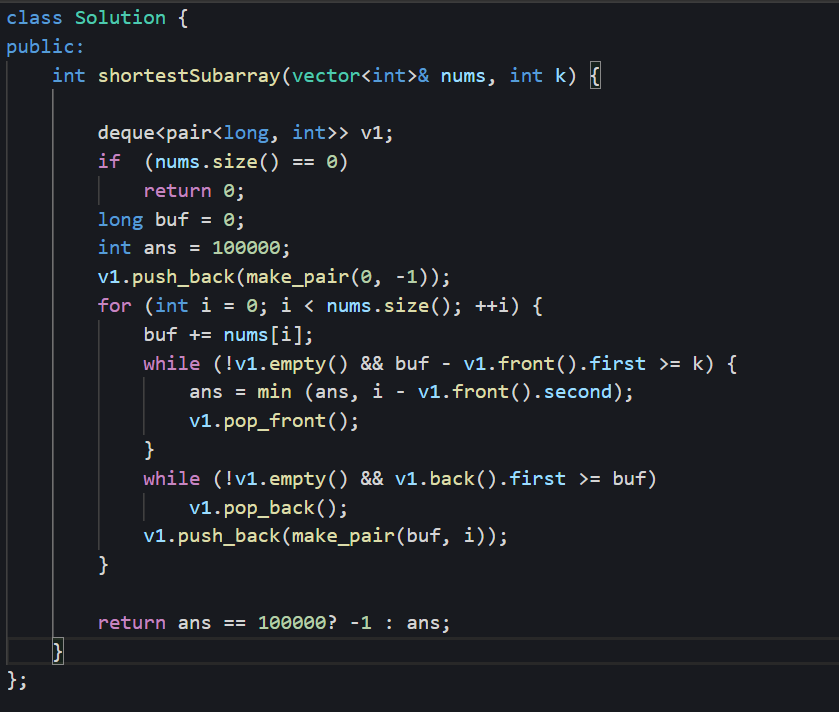 class Solution {
public:
    int shortestSubarray(vector<int>& nums, int k) {
        deque<pair<long, int>> v1;
        if  (nums.size() == 0)
            return 0;
        long buf = 0;
        int ans = 100000;
        v1.push_back(make_pair(0, -1));
        for (int i = 0; i < nums.size(); ++i) {
            buf += nums[i];
            while (!v1.empty() && buf - v1.front().first >= k) {
                ans = min (ans, i - v1.front().second);
                v1.pop_front();
            }
            while (!v1.empty() && v1.back().first >= buf)
                v1.pop_back();
            v1.push_back(make_pair(buf, i));
        }
        return ans == 100000? -1 : ans;
    }
};